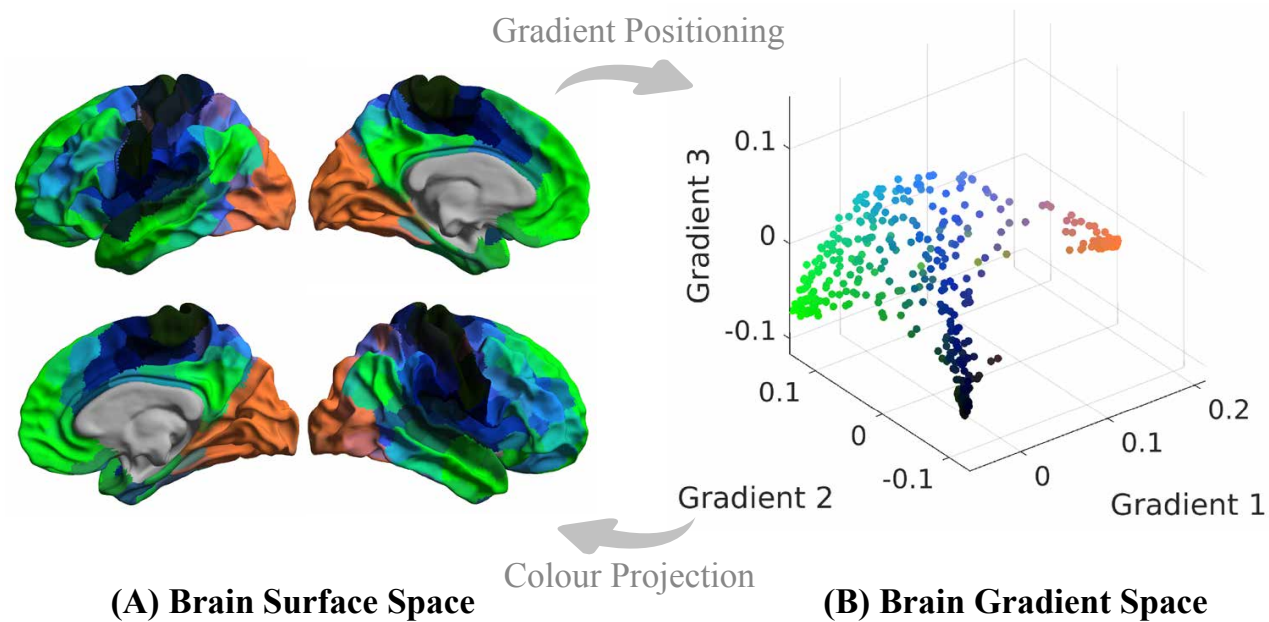 Gradient Positioning
Gradient 3
0.1
0
-0.1
0.1
0
-0.1
Gradient 2
0
0.1
0.2
Gradient 1
Colour Projection
(A) Brain Surface Space
(B) Brain Gradient Space